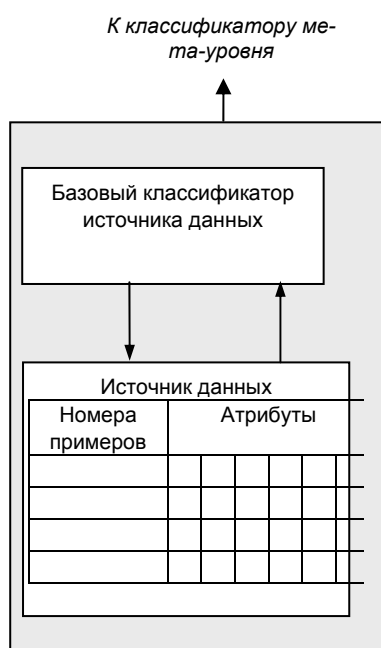 К классификатору ме-
та-уровня
Базовый классификатор
источника данных
Источник данных
Номера
примеров
Атрибуты